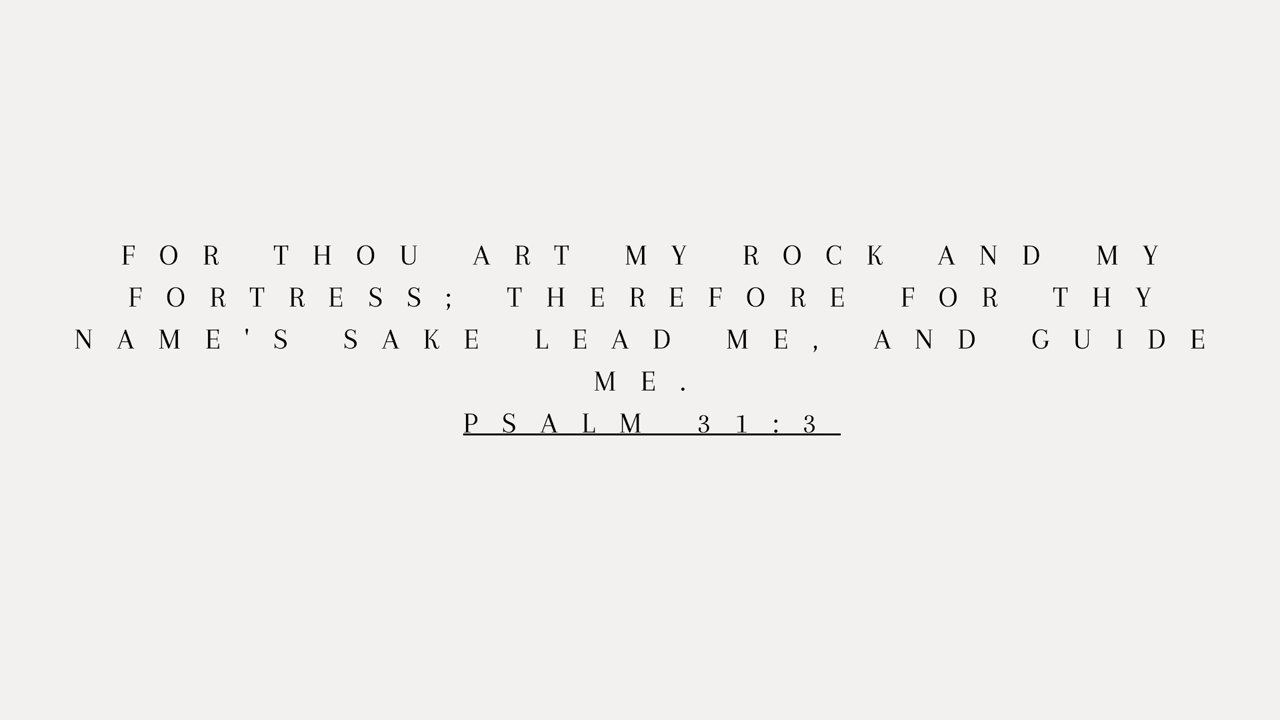 FOR THOU ART MY ROCK AND MY
FORTRESS; THEREFORE FOR THY
NAME'S SAKE LEAD ME, AND GUIDE
ME.
PSALM 31:3